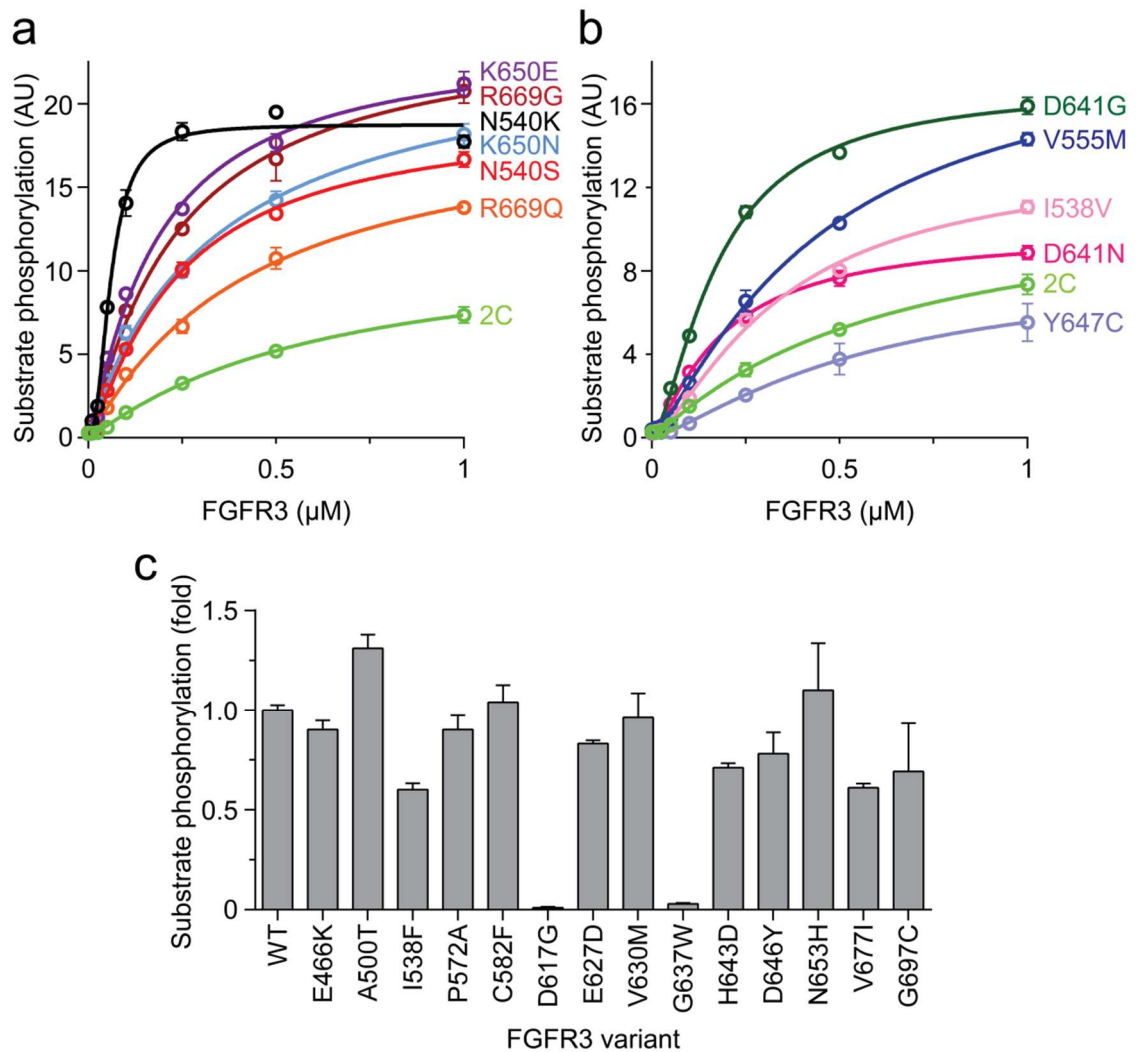 a
Substrate phosphorylation (AU)
20
15
10
5
0
0
0.5
1
FGFR3 (μM)
K650E
R669G
N540K
K650N
N540S
R669Q
2C
b
Substrate phosphorylation (AU)
16
12
8
4
0
0
0.5
1
FGFR3 (μM)
D641G
V555M
I538V
D641N
2C
Y647C
c
Substrate phosphorylation (fold)
1.5
1.0
0.5
0
WT
E466K
A500T
I538F
P572A
C582F
D617G
E627D
V630M
G637W
H643D
D646Y
N653H
V677I
G697C
FGFR3 variant